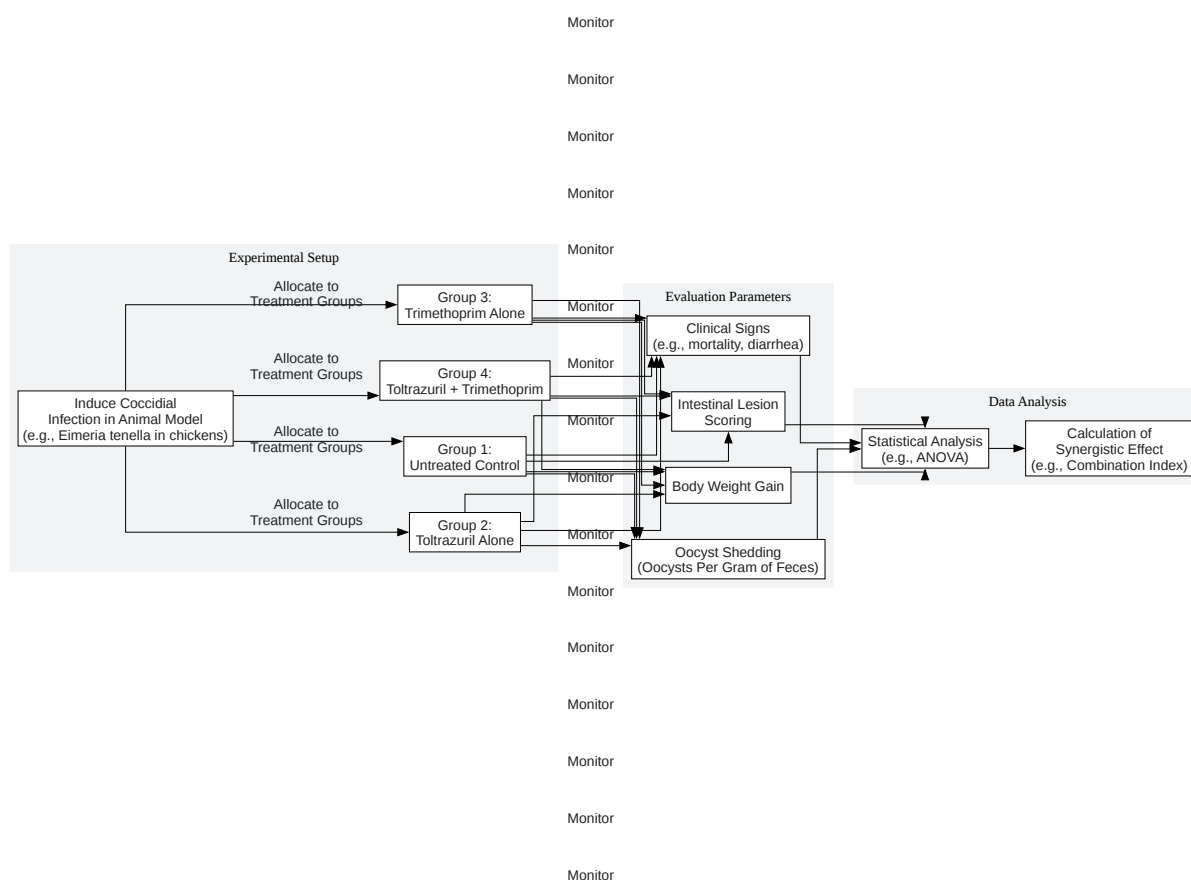 Monitor
Monitor
Monitor
Monitor
Monitor
Experimental Setup
Allocate to
Treatment Groups
Group 3:
Trimethoprim Alone
Monitor
Allocate to
Treatment Groups
Group 4:
Toltrazuril + Trimethoprim
Monitor
Induce Coccidial
Infection in Animal Model
(e.g., Eimeria tenella in chickens)
Allocate to
Treatment Groups
Group 1:
Untreated Control
Monitor
Monitor
Allocate to
Treatment Groups
Group 2:
Toltrazuril Alone
Monitor
Evaluation Parameters
Clinical Signs
(e.g., mortality, diarrhea)
Intestinal Lesion
Scoring
Body Weight Gain
Oocyst Shedding
(Oocysts Per Gram of Feces)
Data Analysis
Statistical Analysis
(e.g., ANOVA)
Calculation of
Synergistic Effect
(e.g., Combination Index)
Monitor
Monitor
Monitor
Monitor
Monitor
Monitor